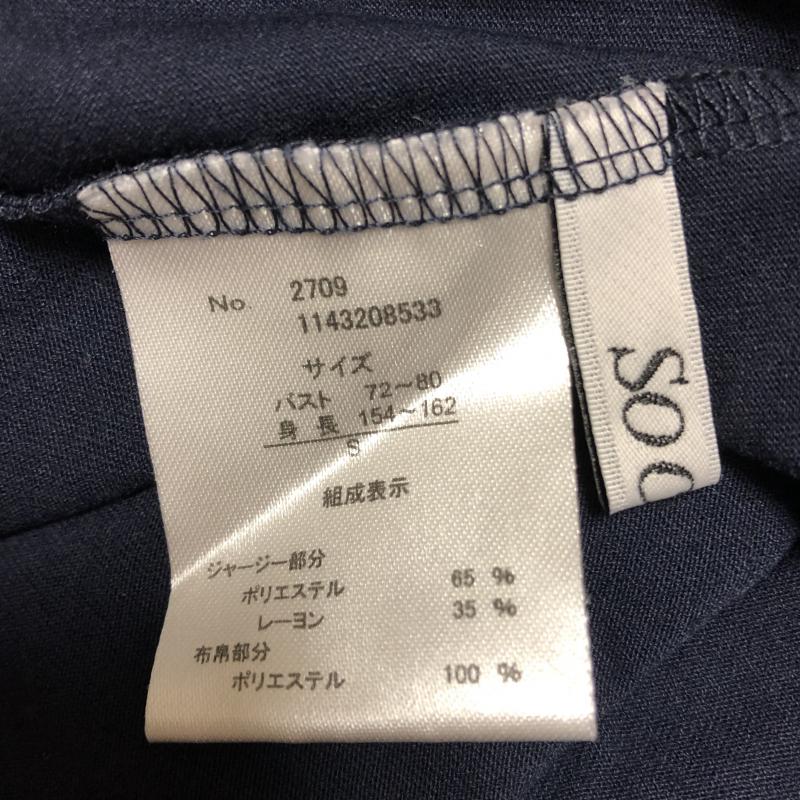 No. 2709
1143208533
サイズ
バスト 72～80
身長 154～162
S
組成表示
ジャージー部分
ポリエステル 65 %
レーヨン 35 %
布帛部分
ポリエステル 100 %
SO